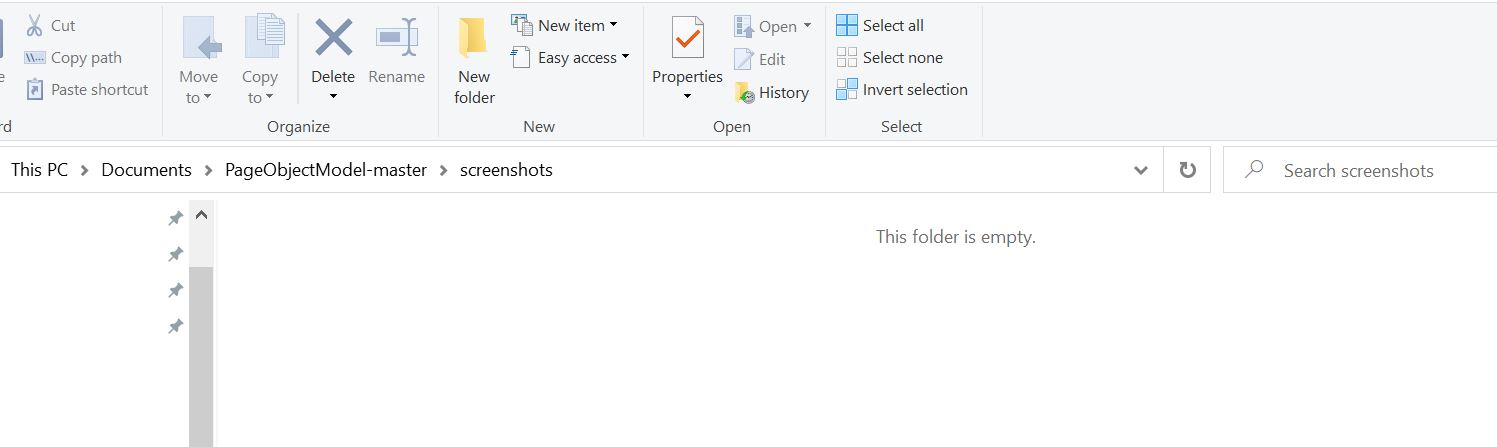 Cut
Copy path
Paste shortcut
Move
to
Copy
to
Delete
Rename
Organize
New
folder
New item
Easy access
New
Properties
Open
Edit
History
Open
Select all
Select none
Invert selection
Select
This PC > Documents > PageObjectModel-master > screenshots
Search screenshots
This folder is empty.